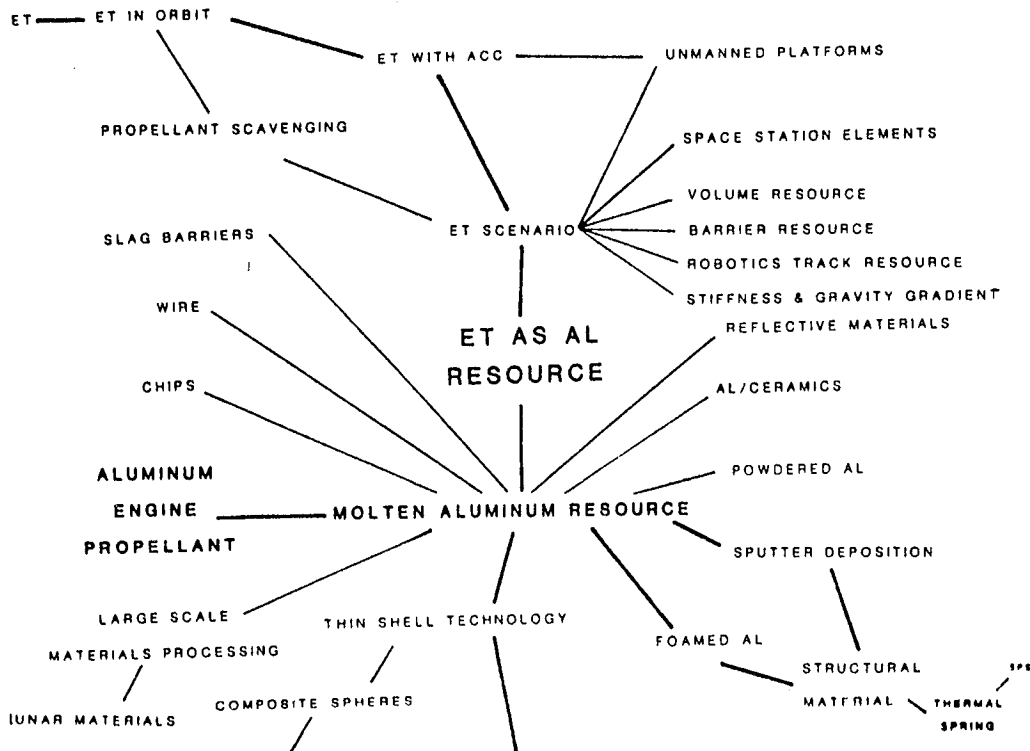 ET ET IN ORBIT
ET WITH ACC
UNMANNED PLATFORMS
PROPELLANT SCAVENGING
SPACE STATION ELEMENTS
VOLUME RESOURCE
ET SCENARIO
BARRIER RESOURCE
SLAG BARRIERS
ROBOTICS TRACK RESOURCE
STIFFNESS & GRAVITY GRADIENT
WIRE
REFLECTIVE MATERIALS
ET AS AL
RESOURCE
CHIPS
AL/CERAMICS
ALUMINUM
ENGINE
PROPELLANT
POWDERED AL
MOLTEN ALUMINUM RESOURCE
SPUTTER DEPOSITION
LARGE SCALE
MATERIALS PROCESSING
THIN SHELL TECHNOLOGY
FOAMED AL
STRUCTURAL
MATERIAL
LUNAR MATERIALS
COMPOSITE SPHERES
THERMAL
SPRING